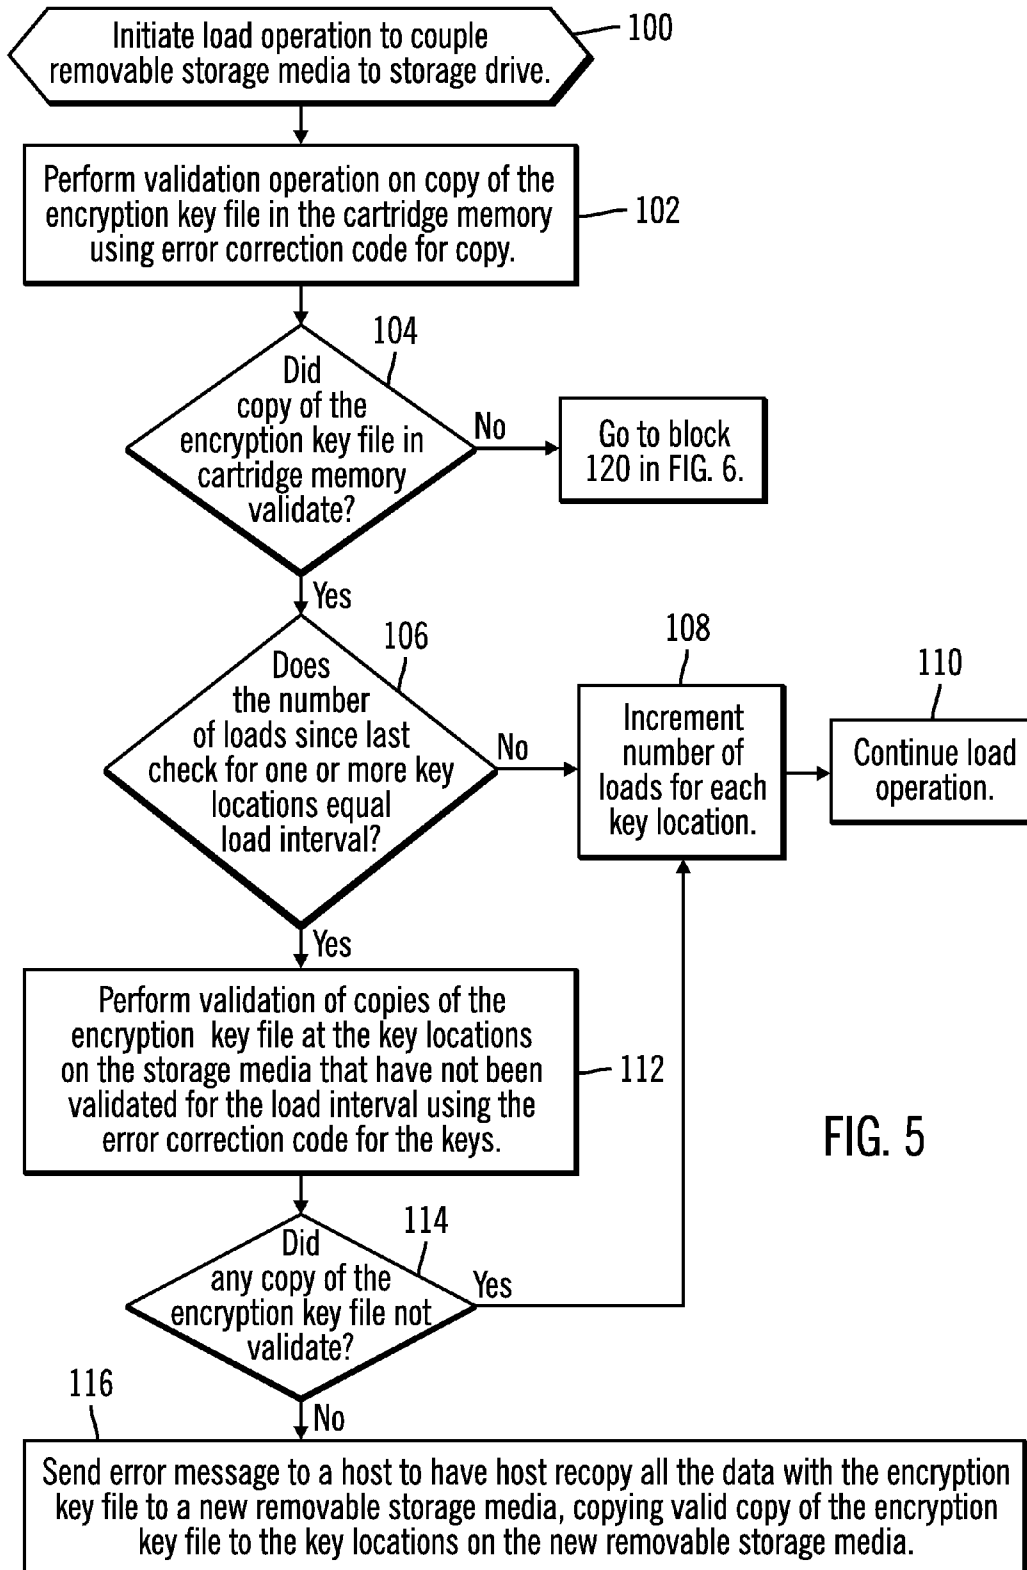 Initiate load operation to couple
removable storage media to storage drive.
100
Perform validation operation on copy of the
encryption key file in the cartridge memory
using error correction code for copy.
102
104
Did
copy of the
encryption key file in
cartridge memory
validate?
No
Go to block
120 in FIG. 6.
Yes
106
Does
the number
of loads since last
check for one or more key
locations equal
load interval?
No
108
Increment
number of
loads for each
key location.
110
Continue load
operation.
Yes
Perform validation of copies of the
encryption key file at the key locations
on the storage media that have not been
validated for the load interval using the
error correction code for the keys.
112
FIG. 5
114
Did
any copy of the
encryption key file not
validate?
Yes
No
116
Send error message to a host to have host recopy all the data with the encryption
key file to a new removable storage media, copying valid copy of the encryption
key file to the key locations on the new removable storage media.